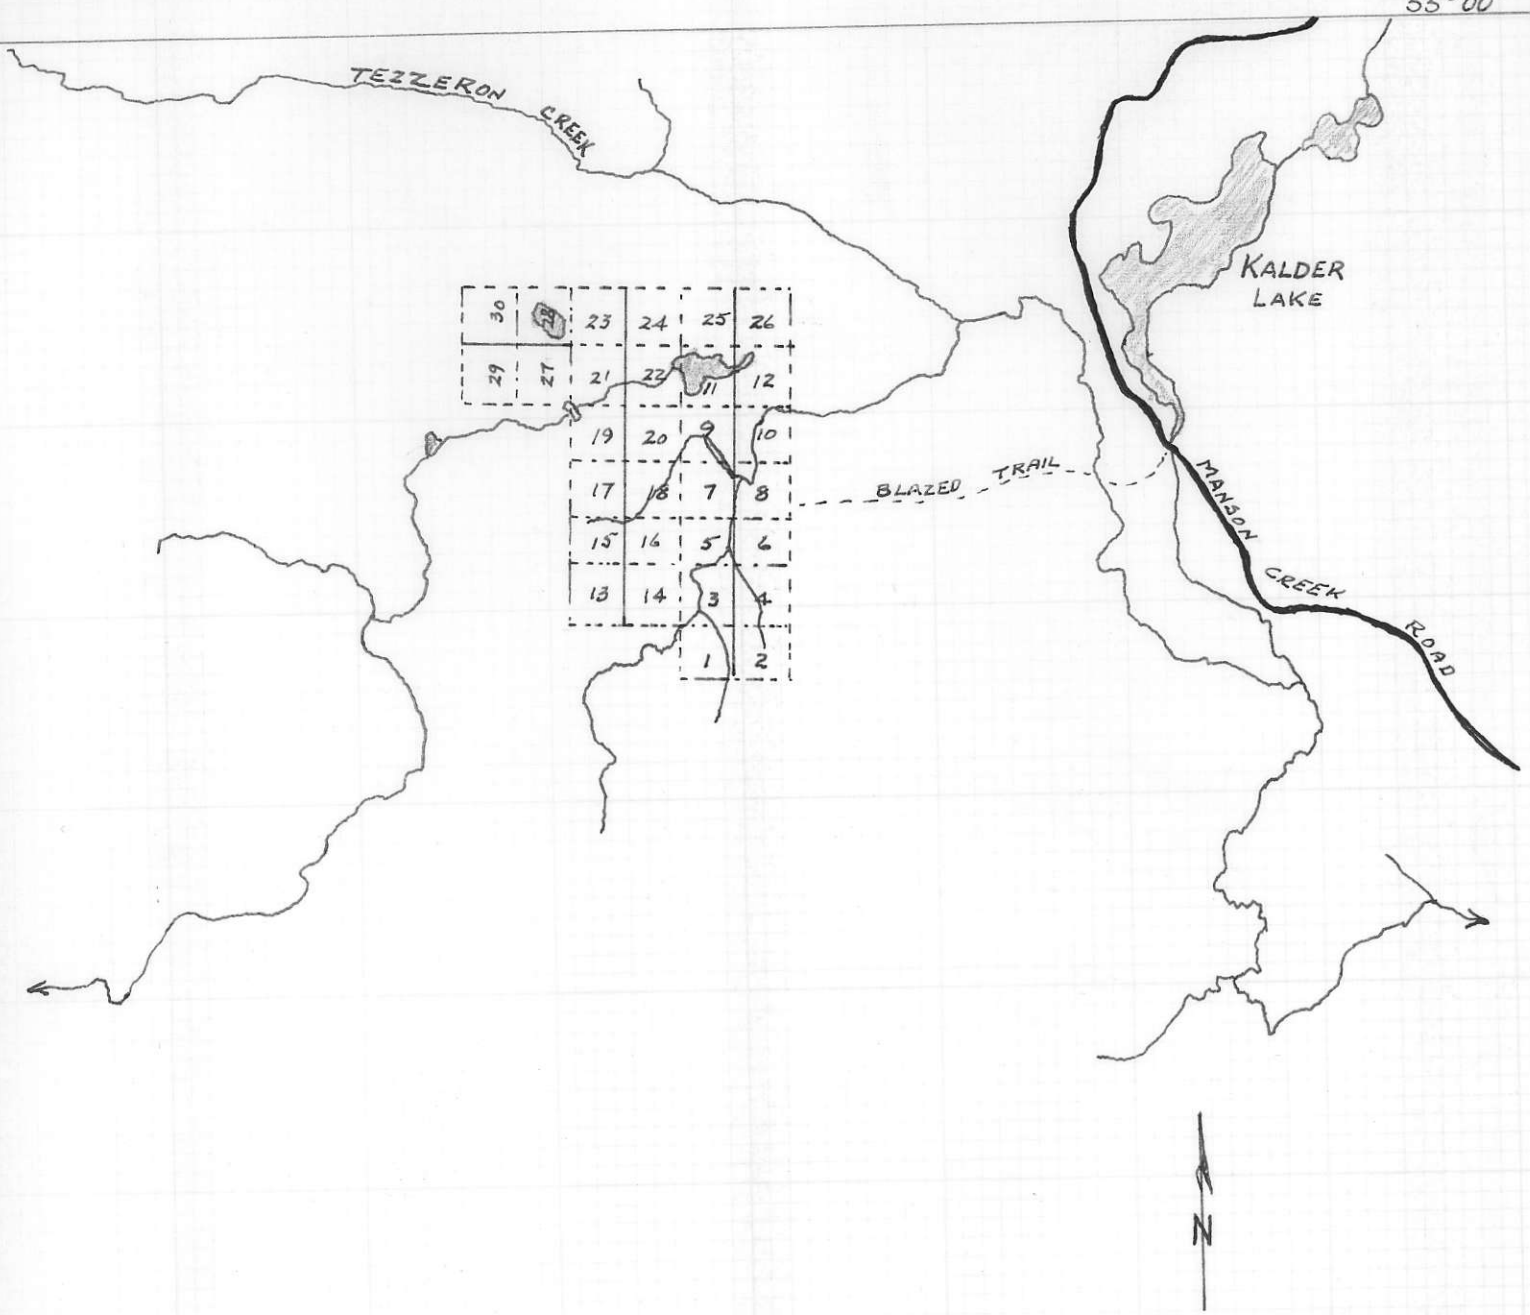 55°00
TEZZERON CREEK
KALDER
LAKE
30 28 23 24 25 26
29 27 21 22 11 12
19 20 9 10
17 18 7 8
15 16 5 6
13 14 3 4
1 2
BLAZED TRAIL
MANSON CREEK ROAD
N